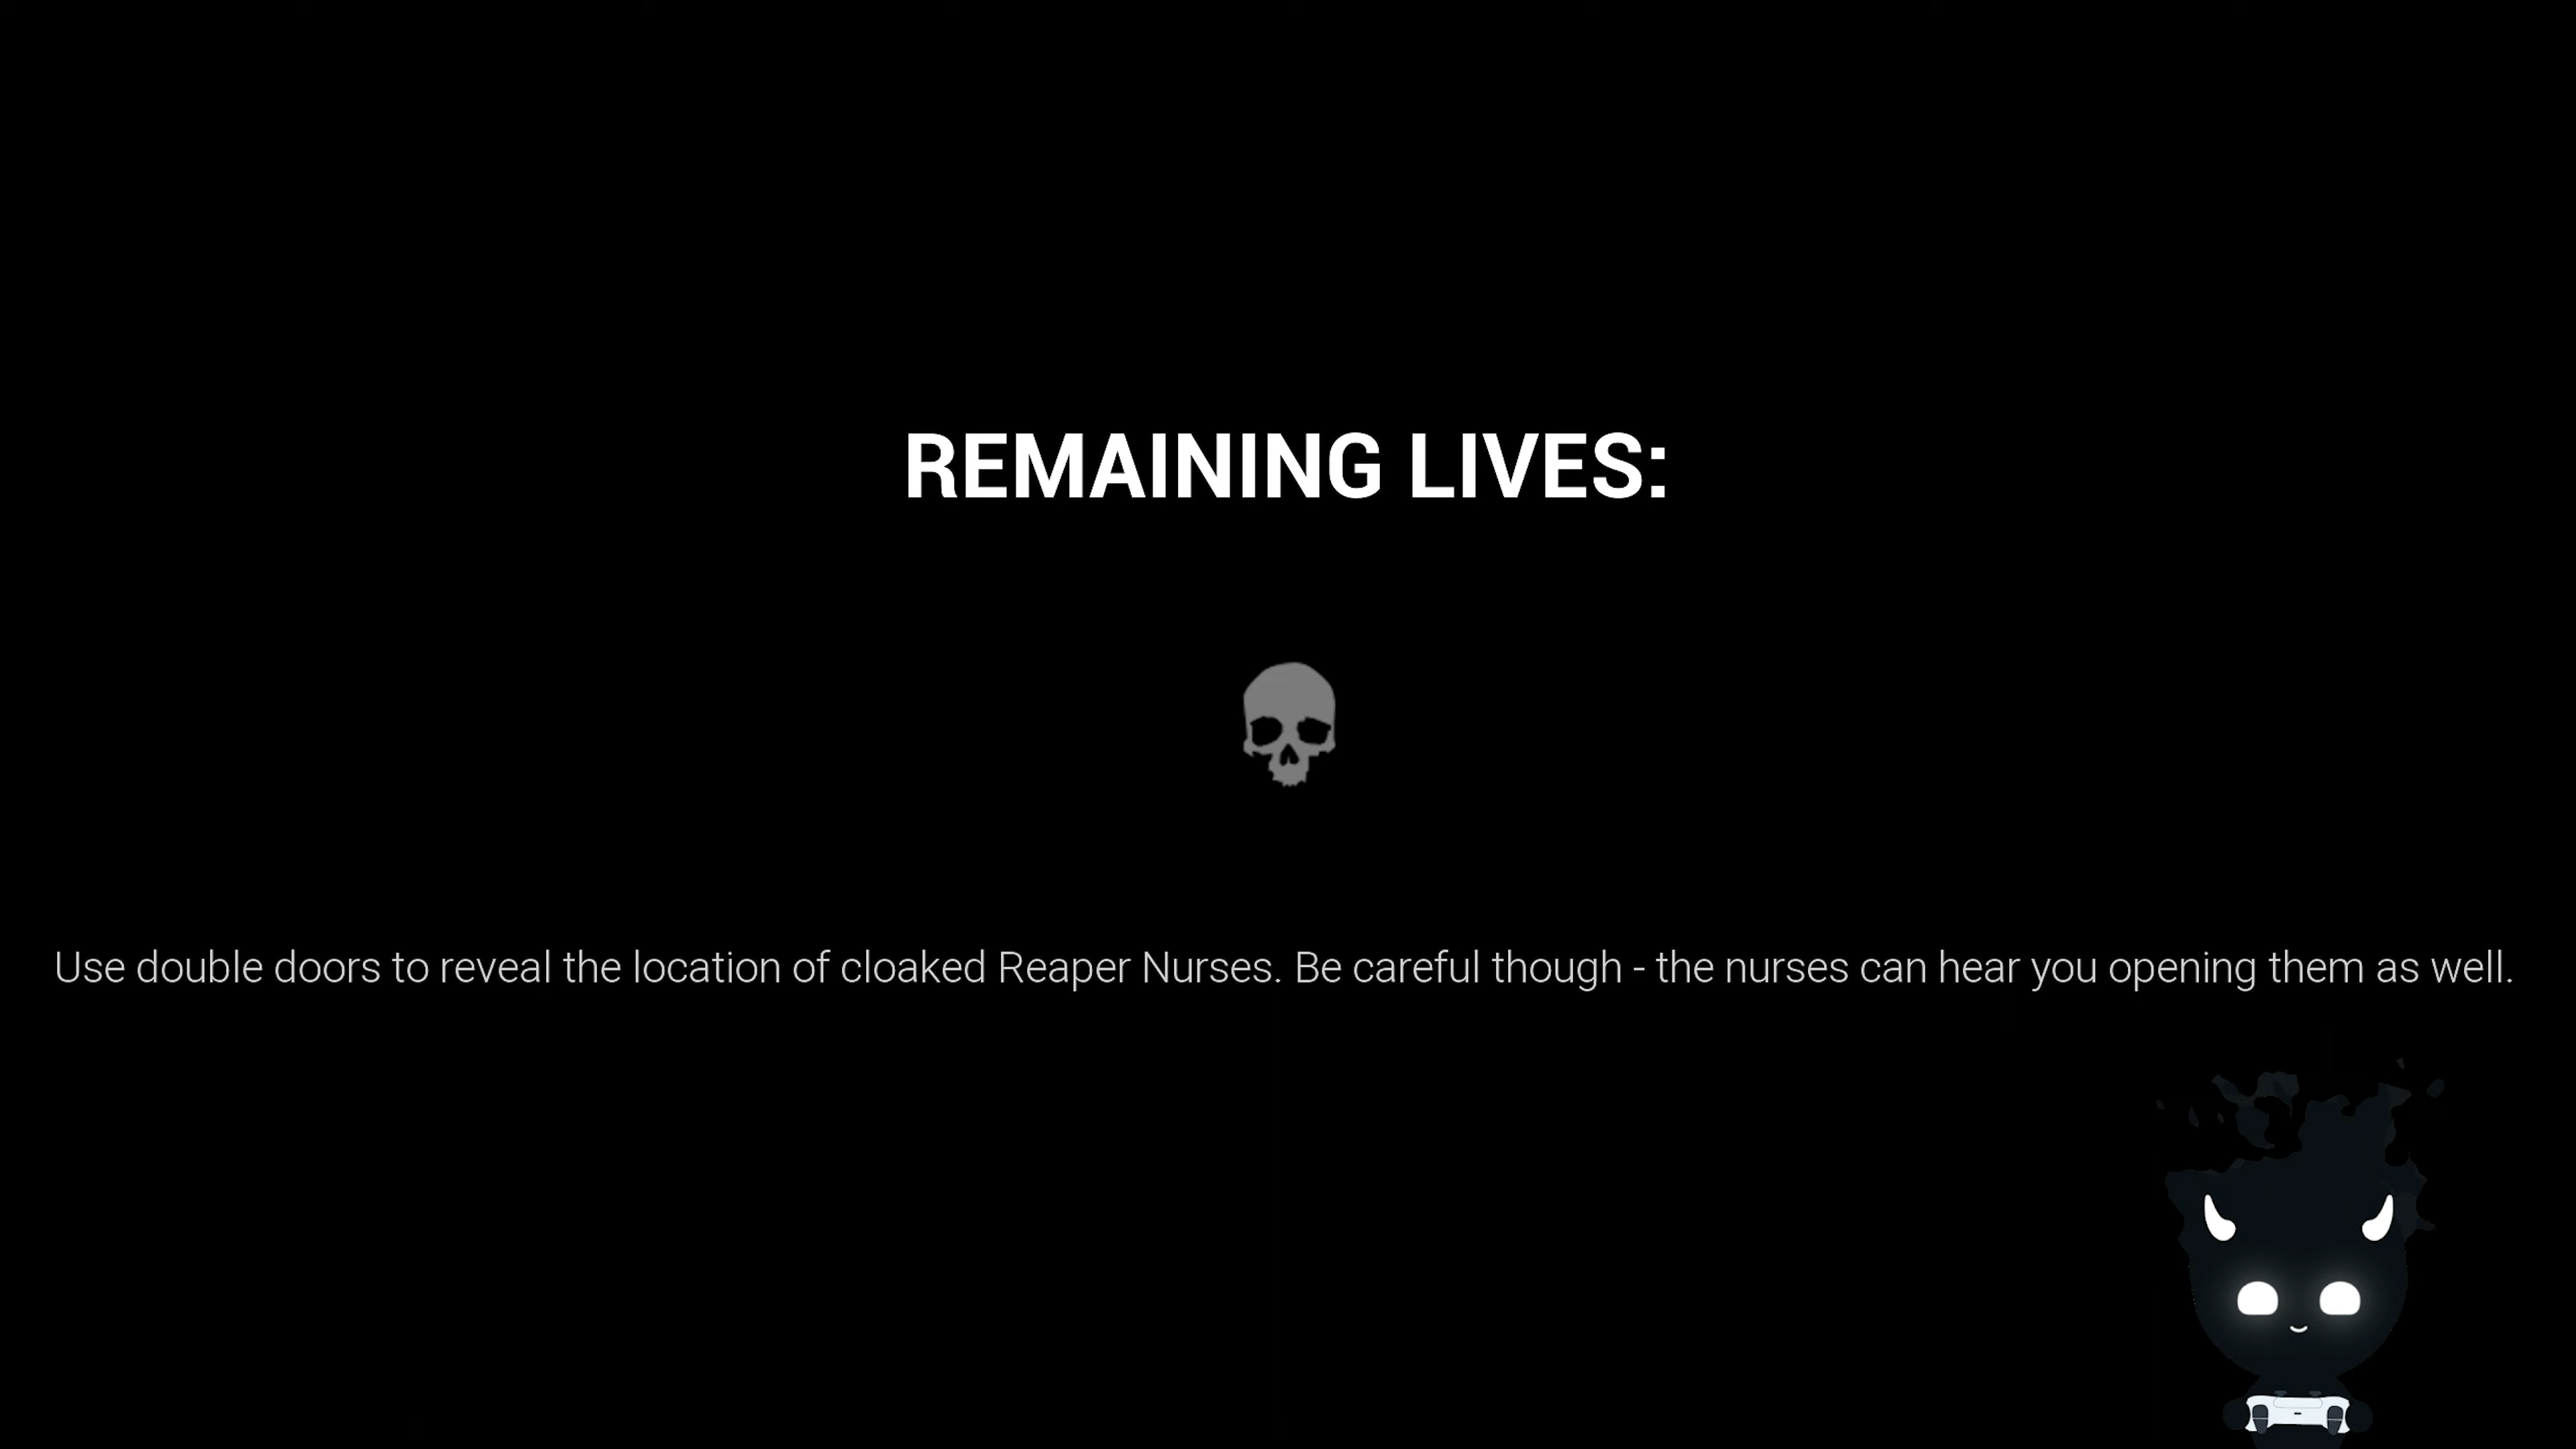 REMAINING LIVES:
Use double doors to reveal the location of cloaked Reaper Nurses. Be careful though - the nurses can hear you opening them as well.